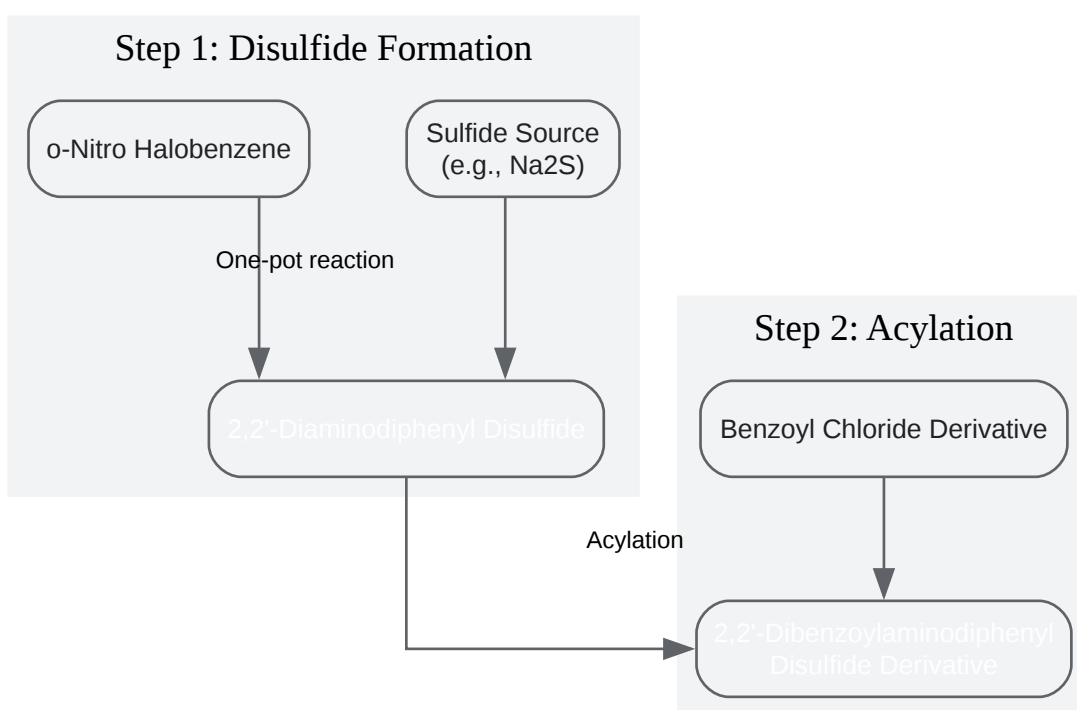 Step 1: Disulfide Formation
o-Nitro Halobenzene
Sulfide Source
(e.g., Na2S)
One-pot reaction
2,2'-Diaminodiphenyl Disulfide
Step 2: Acylation
Benzoyl Chloride Derivative
Acylation
2,2'-Dibenzoylaminodiphenyl
Disulfide Derivative